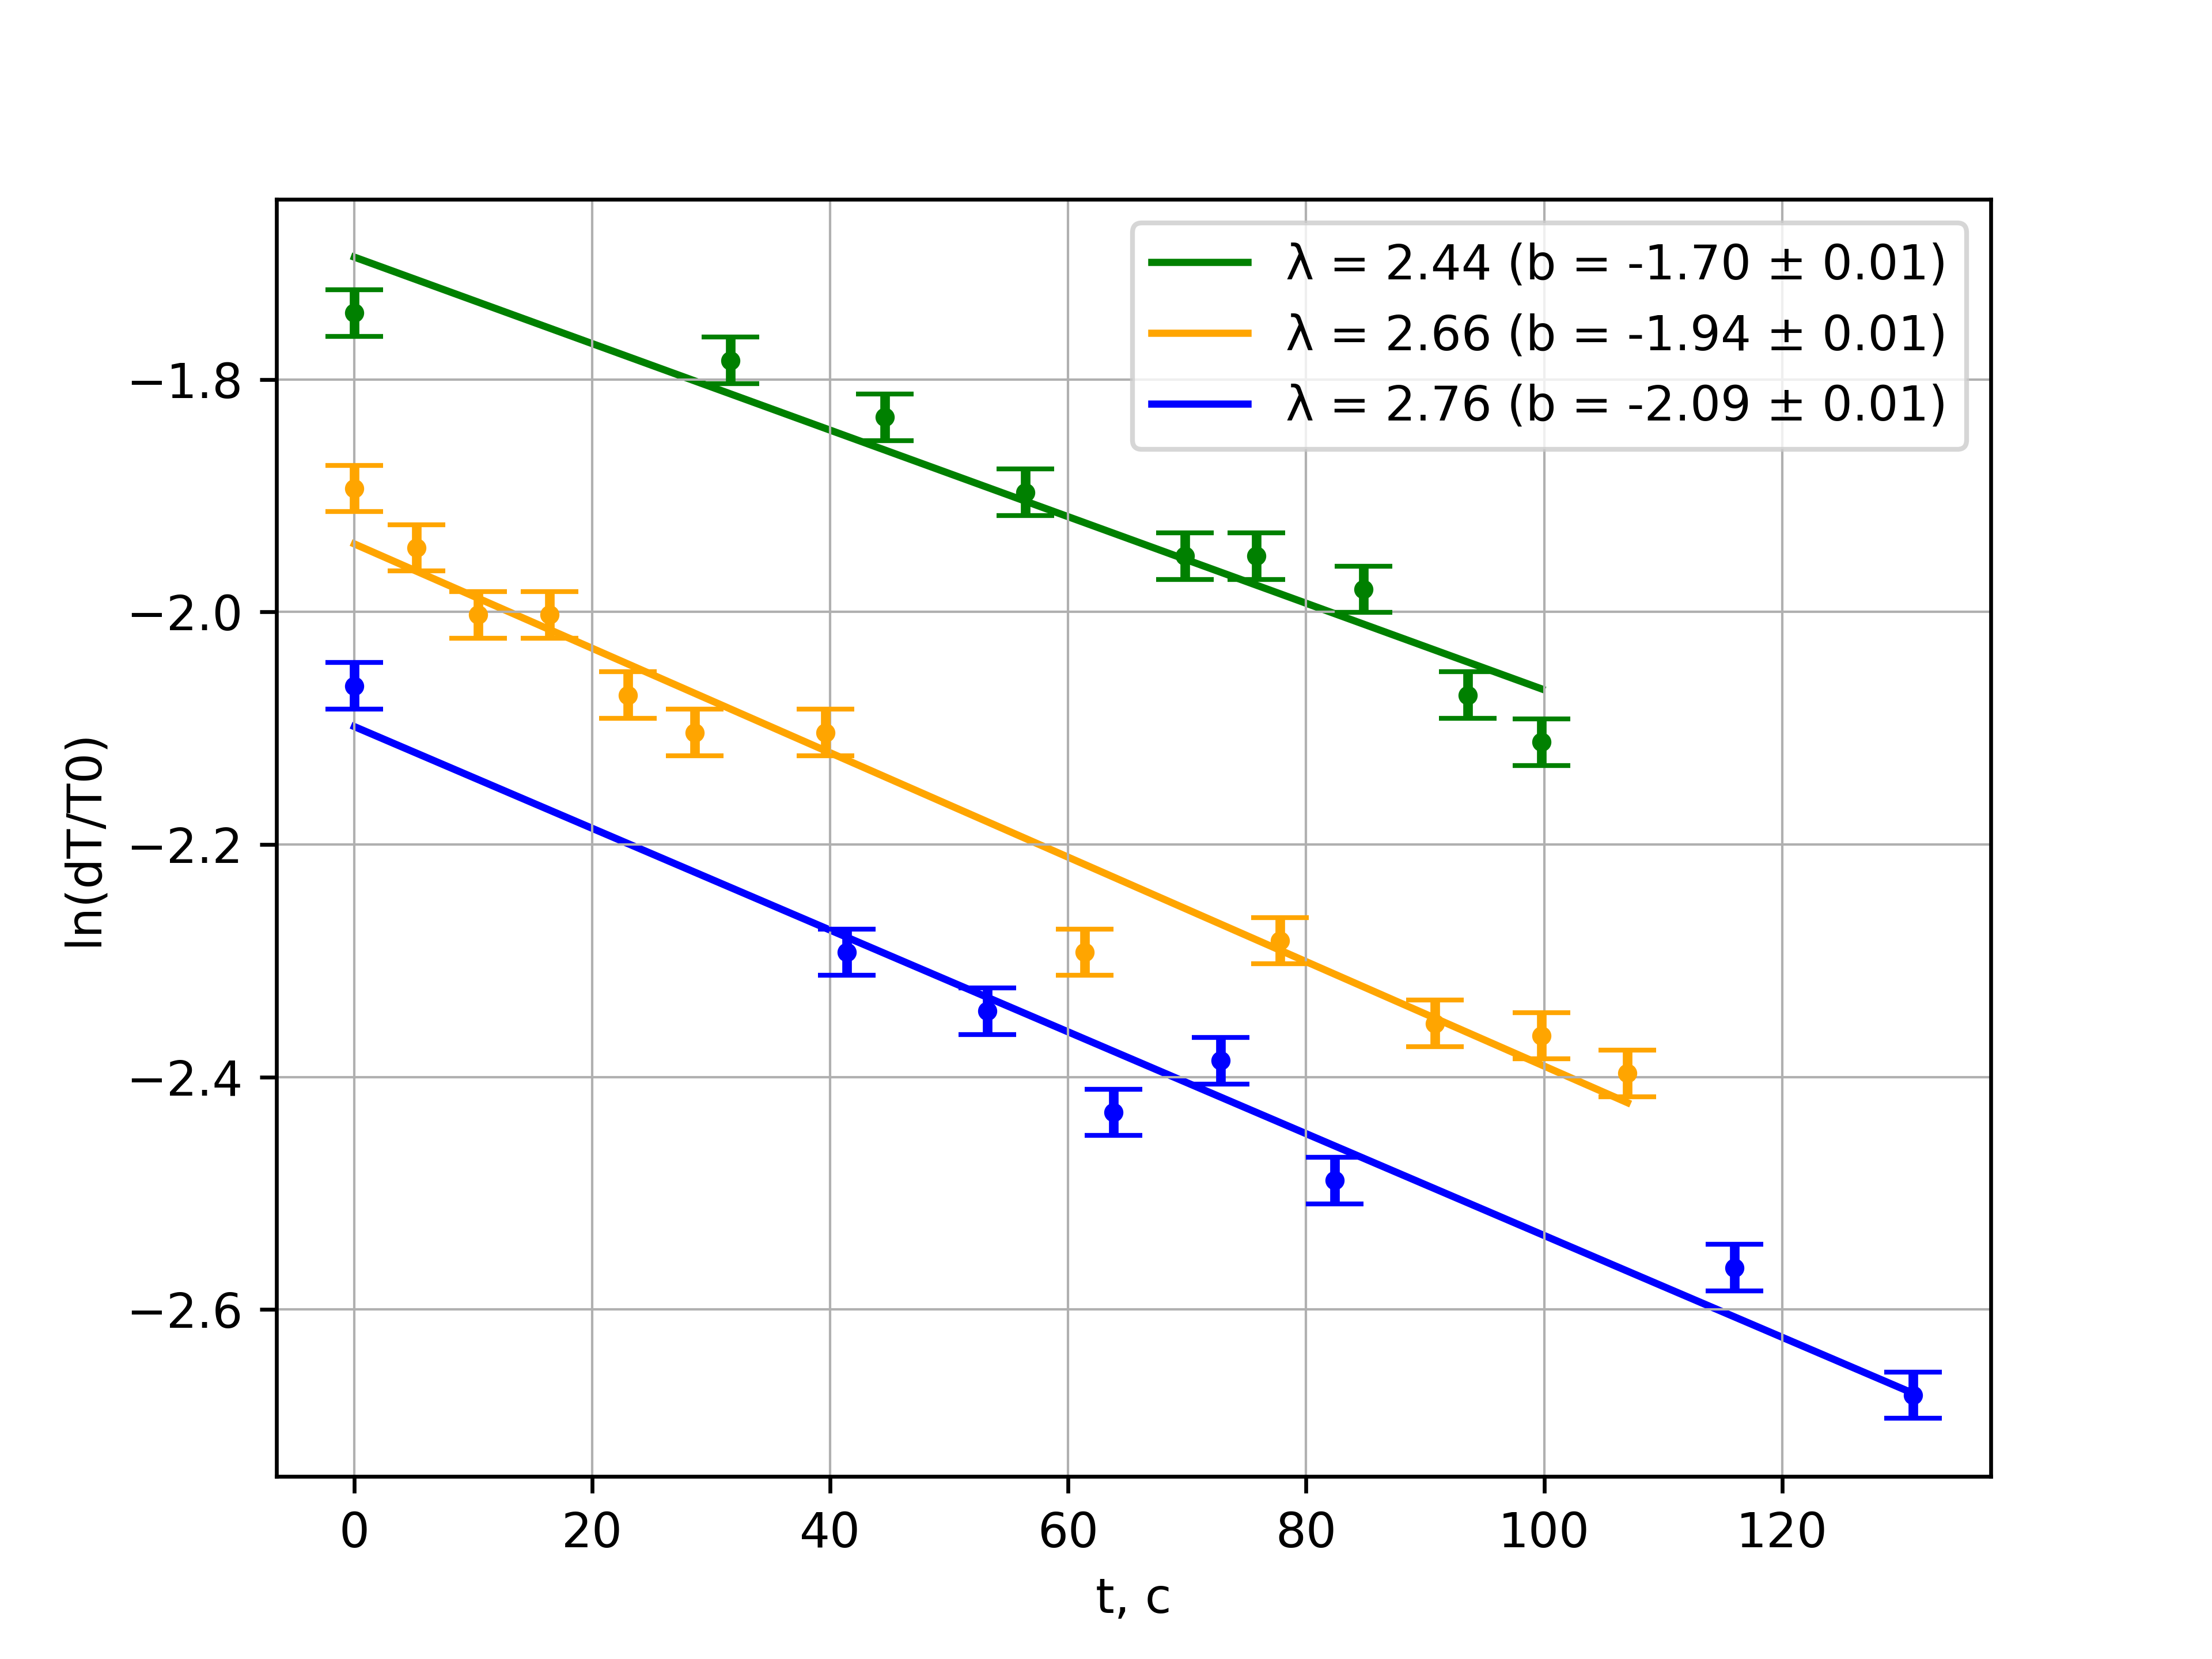 λ = 2.44 (b = -1.70 ± 0.01)
λ = 2.66 (b = -1.94 ± 0.01)
λ = 2.76 (b = -2.09 ± 0.01)
−1.8
−2.0
−2.2
−2.4
−2.6
ln(dT/T0)
0 20 40 60 80 100 120
t, c